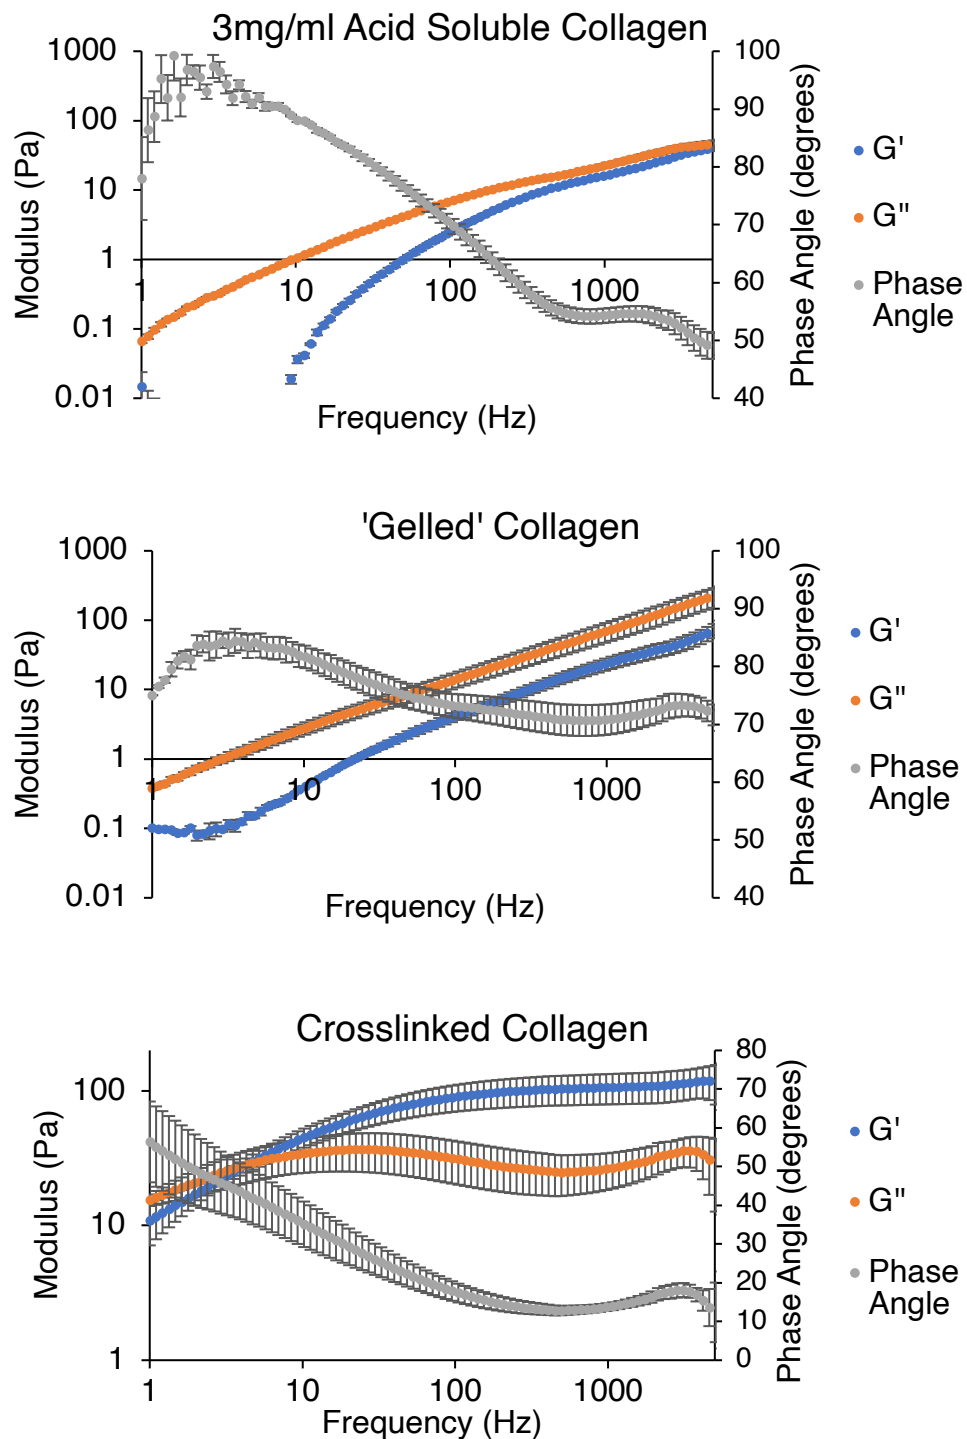 3mg/ml Acid Soluble Collagen
1000
100
10
1
0.1
0.01
Modulus (Pa)
1
10
100
1000
Frequency (Hz)
100
90
80
70
60
50
40
Phase Angle (degrees)
G'
G"
Phase
Angle
'Gelled' Collagen
1000
100
10
1
0.1
0.01
Modulus (Pa)
1
10
100
1000
Frequency (Hz)
100
90
80
70
60
50
40
Phase Angle (degrees)
G'
G"
Phase
Angle
Crosslinked Collagen
100
10
1
Modulus (Pa)
1
10
100
1000
Frequency (Hz)
80
70
60
50
40
30
20
10
0
Phase Angle (degrees)
G'
G"
Phase
Angle